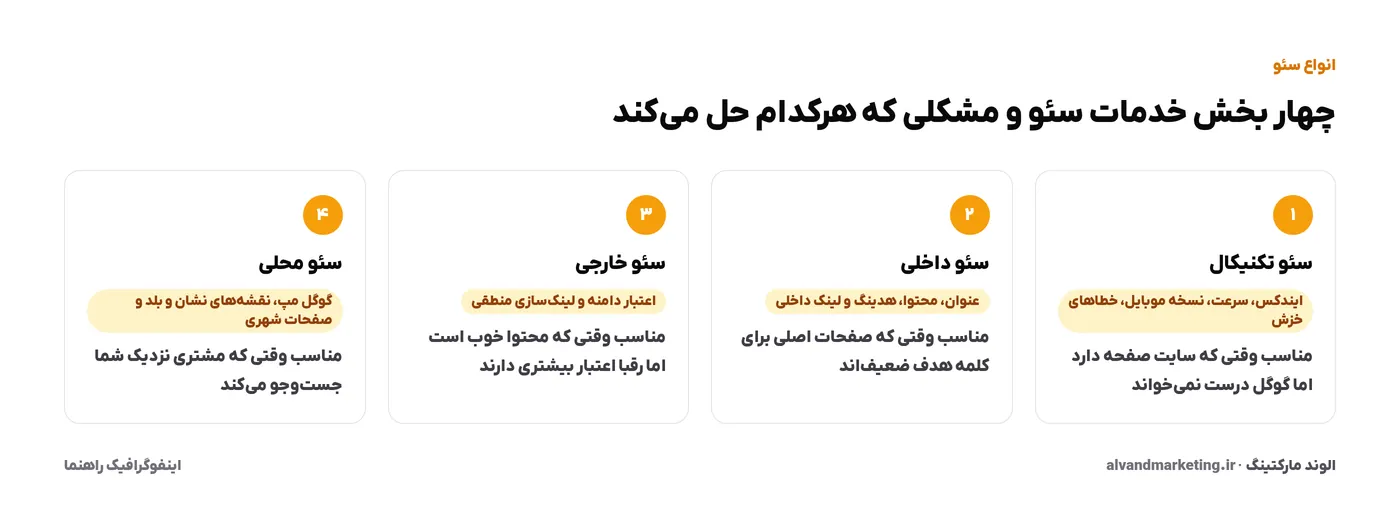 انواع سئو
چهار بخش خدمات سئو و مشکلی که هرکدام حل می‌کند
۱
سئو تکنیکال
ایندکس، سرعت، نسخه موبایل، خطاهای
خزش
مناسب وقتی که سایت صفحه دارد
اما گوگل درست نمی‌خواند
۲
سئو داخلی
عنوان، محتوا، هدینگ و لینک داخلی
مناسب وقتی که صفحات اصلی برای
کلمه هدف ضعیف‌اند
۳
سئو خارجی
اعتبار دامنه و لینک‌سازی منطقی
مناسب وقتی که محتوا خوب است
اما رقبا اعتبار بیشتری دارند
۴
سئو محلی
گوگل مپ، نقشه‌های نشان و بلد و
صفحات شهری
مناسب وقتی که مشتری نزدیک شما
جست‌وجو می‌کند
الوند مارکتینگ · alvandmarketing.ir
اینفوگرافیک راهنما